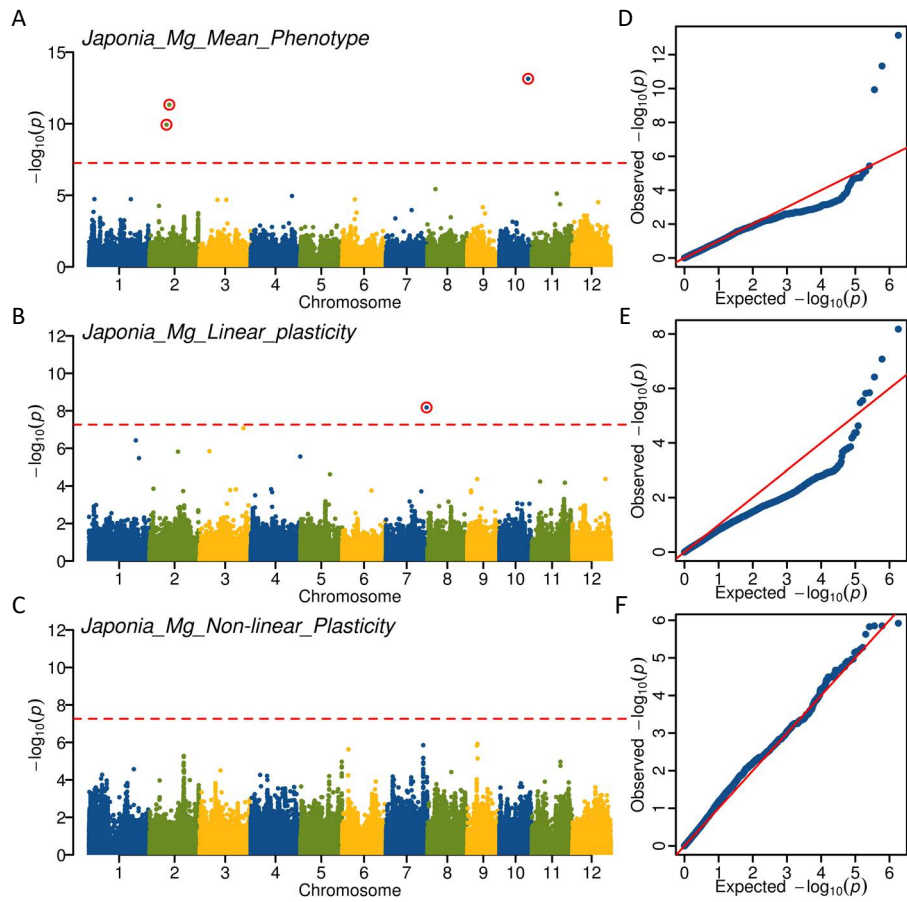 A
Japonia_Mg_Mean_Phenotype
15
10
5
0
−log10(p)
1 2 3 4 5 6 7 8 9 10 11 12
Chromosome
D
12
10
8
6
4
2
0
Observed −log10(p)
0 1 2 3 4 5 6
Expected −log10(p)
B
Japonia_Mg_Linear_plasticity
12
10
8
6
4
2
0
−log10(p)
1 2 3 4 5 6 7 8 9 10 11 12
Chromosome
E
8
6
4
2
0
Observed −log10(p)
0 1 2 3 4 5 6
Expected −log10(p)
C
Japonia_Mg_Non-linear_Plasticity
12
10
8
6
4
2
0
−log10(p)
1 2 3 4 5 6 7 8 9 10 11 12
Chromosome
F
6
5
4
3
2
1
0
Observed −log10(p)
0 1 2 3 4 5 6
Expected −log10(p)